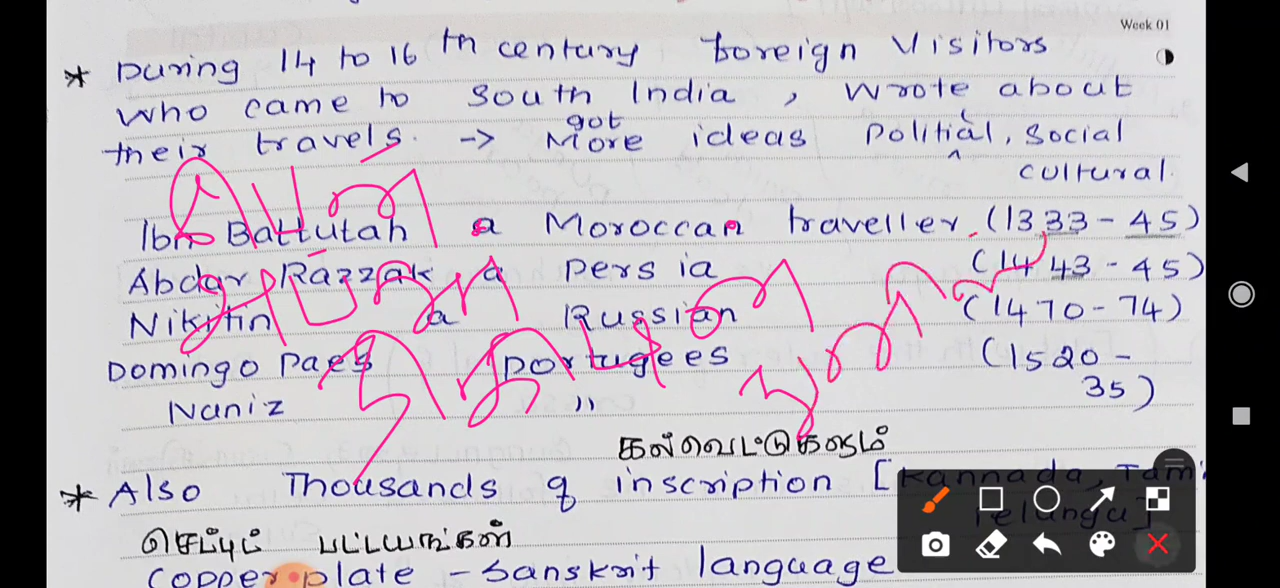 Week 01
* During 14 to 16 th century foreign Visitors
who came to South India, wrote about
their travels. -> More got ideas Politiàl, Social
c ^ cultural.
Ibn Battutah a Moroccan traveller. (1333-45)
Abdar Razzak a Persia (1443-45)
Nikitin a Russian (1470-74)
Domingo Paes Portugees (1520-
Naniz " 35)
கல்வெட்டுகளும்
* Also Thousands of inscription [Kannada, Tami
Telungu]
செப்புப் பட்டயங்கள்
Copper plate - Sanskrit language